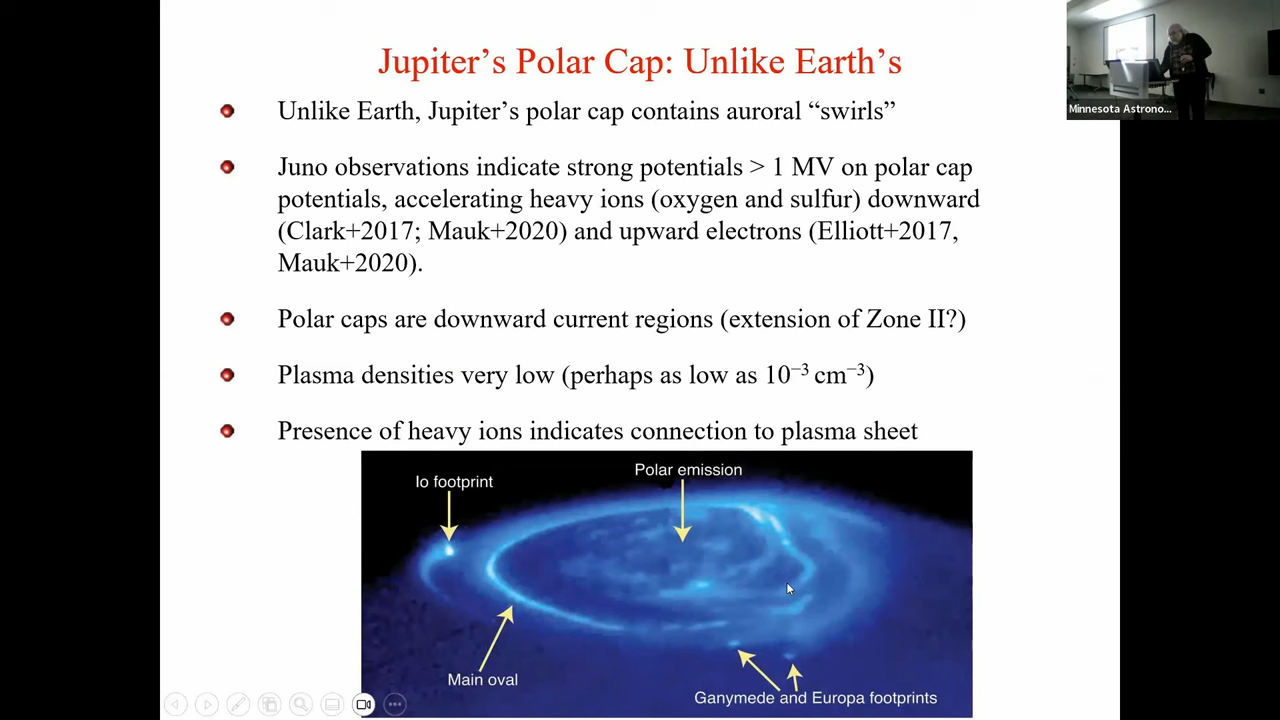 Jupiter's Polar Cap: Unlike Earth's
Unlike Earth, Jupiter's polar cap contains auroral “swirls”
Juno observations indicate strong potentials > 1 MV on polar cap
potentials, accelerating heavy ions (oxygen and sulfur) downward
(Clark+2017; Mauk+2020) and upward electrons (Elliott+2017,
Mauk+2020).
Polar caps are downward current regions (extension of Zone II?)
Plasma densities very low (perhaps as low as 10⁻³ cm⁻³)
Presence of heavy ions indicates connection to plasma sheet
Polar emission
Io footprint
Main oval
Ganymede and Europa footprints
Minnesota Astrono...